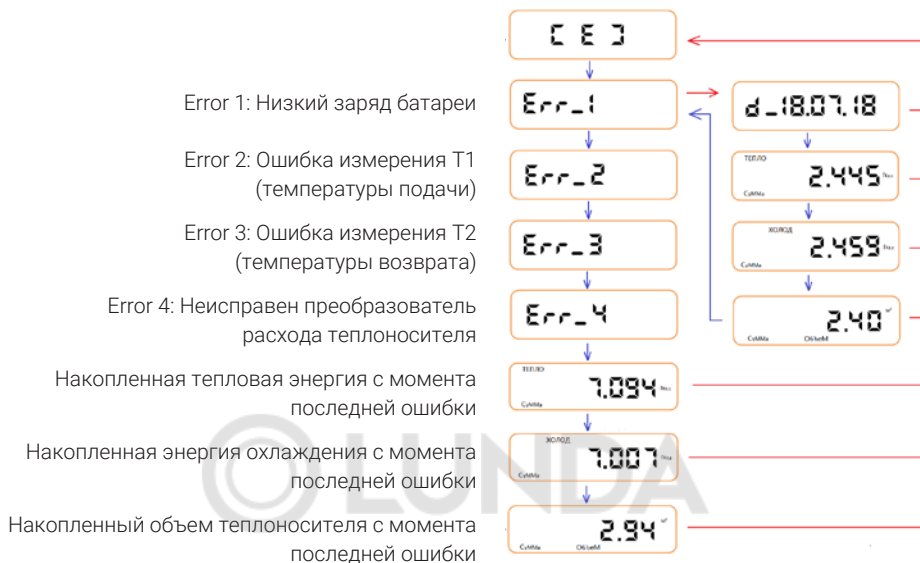 [ E ]
Error 1: Низкий заряд батареи
Err_1
d_18.07.18
Error 2: Ошибка измерения T1
(температуры подачи)
Err_2
ТЕПЛО
2.445
Сумма
Error 3: Ошибка измерения T2
(температуры возврата)
Err_3
ХОЛОД
2.459
Сумма
Error 4: Неисправен преобразователь
расхода теплоносителя
Err_4
2.40
Сумма Объем
Накопленная тепловая энергия с момента
последней ошибки
ТЕПЛО
7.094
Сумма
Накопленная энергия охлаждения с момента
последней ошибки
ХОЛОД
7.007
Сумма
LUNDA
Накопленный объем теплоносителя с момента
последней ошибки
2.94
Сумма Объем